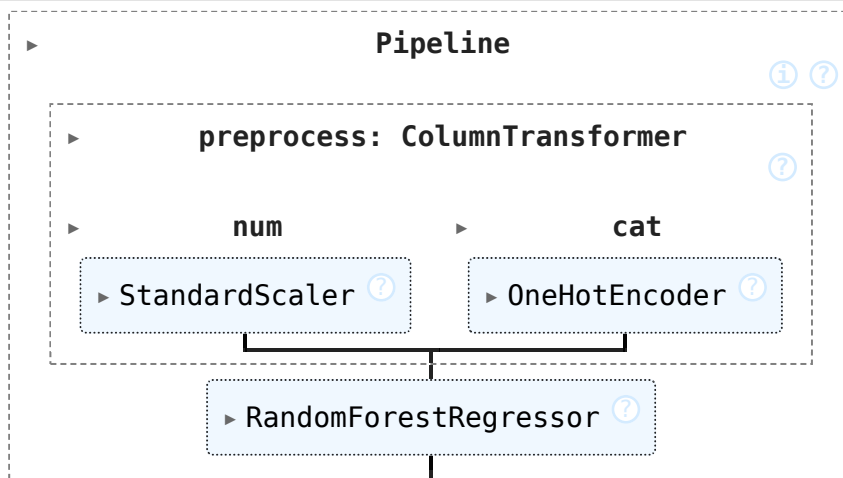 Pipeline
i ?
preprocess: ColumnTransformer
?
num cat
StandardScaler ? OneHotEncoder ?
RandomForestRegressor ?